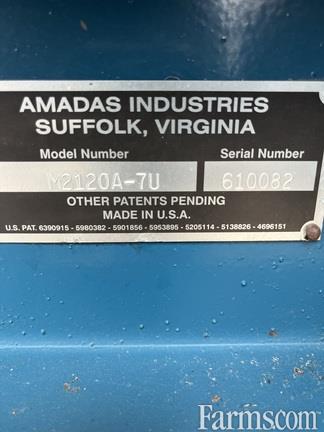 AMADAS INDUSTRIES
SUFFOLK, VIRGINIA
Model Number Serial Number
M2120A-7U 610082
OTHER PATENTS PENDING
MADE IN U.S.A.
U.S. PAT. 6390915 - 5980382 - 5901856 - 5953895 - 5205114 - 5138826 - 4696151
Farms.com®